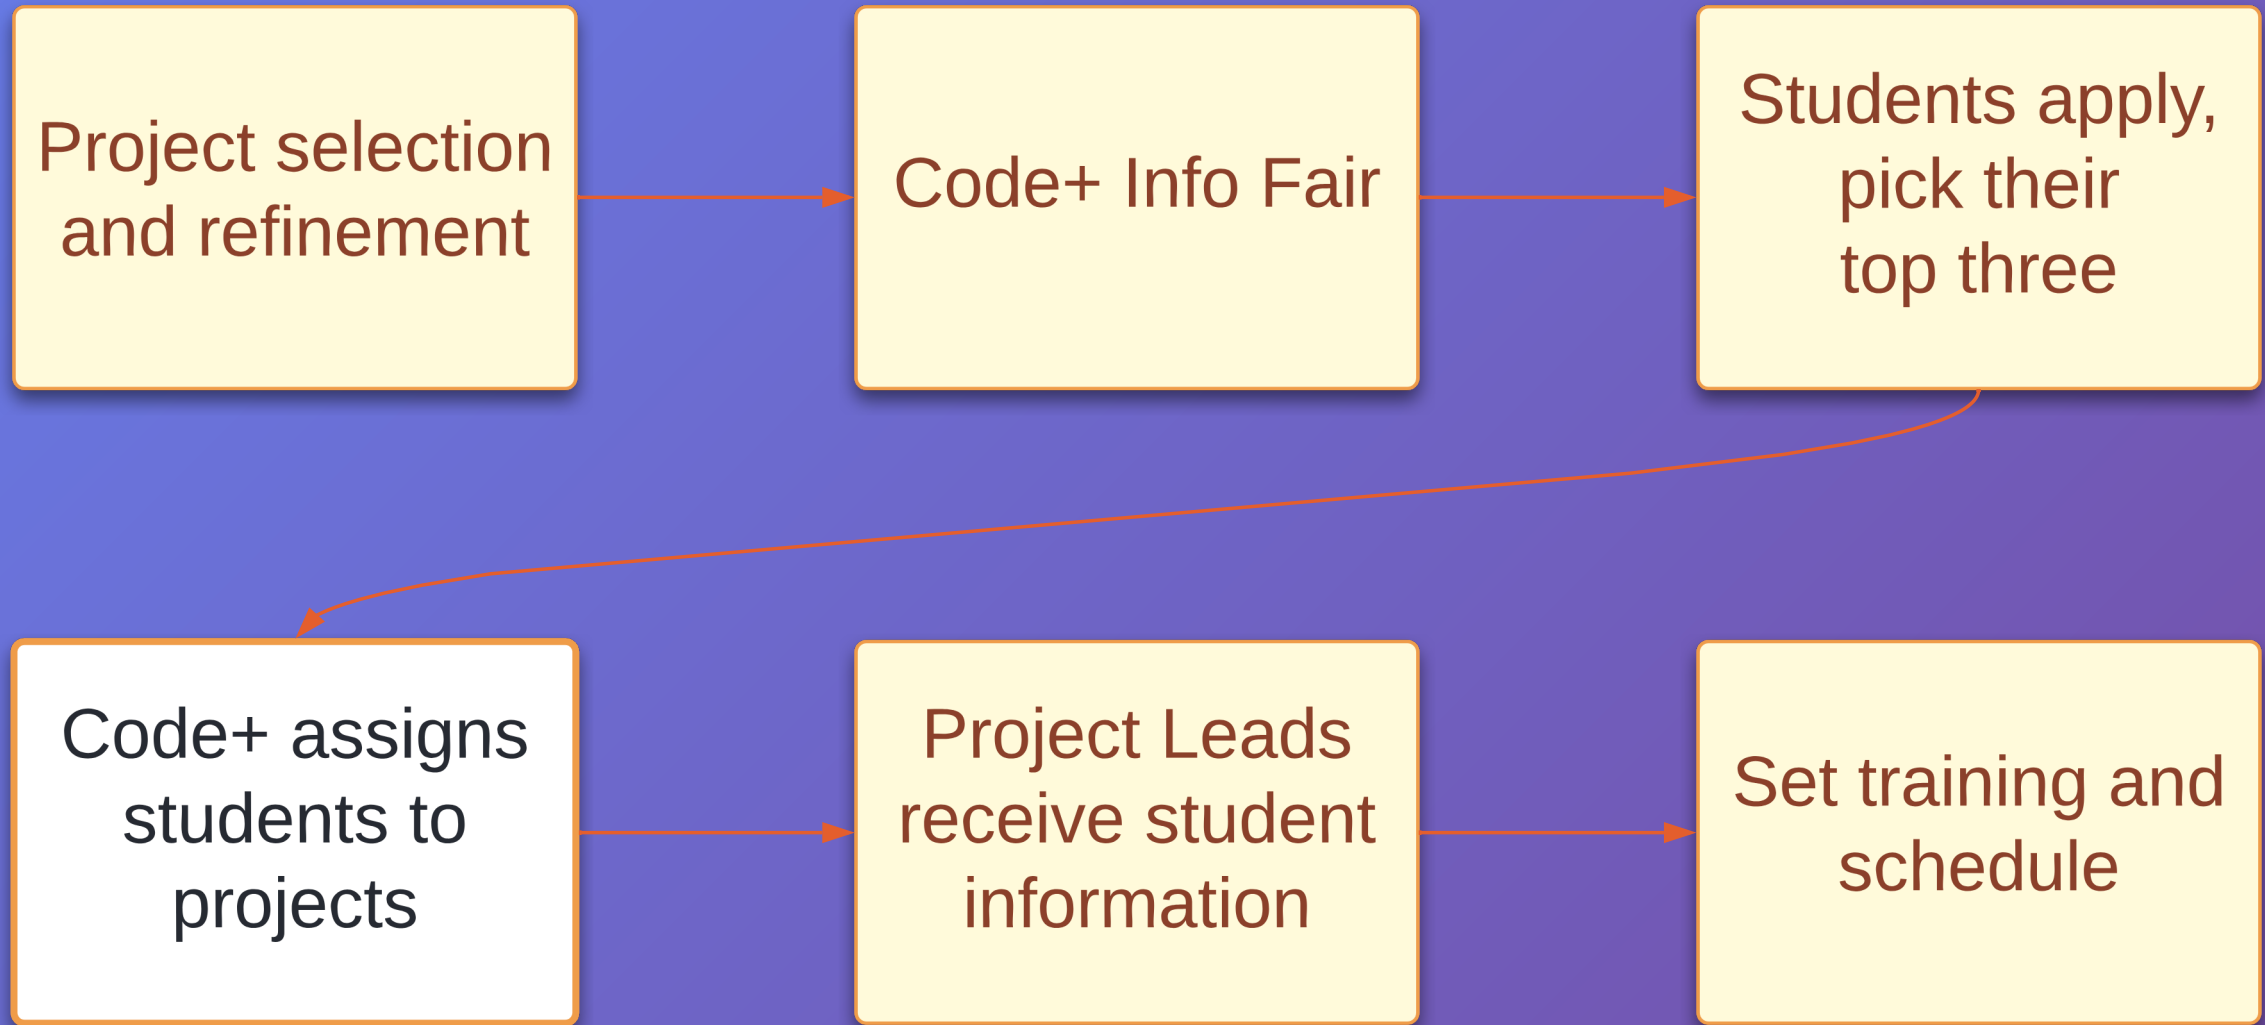 Project selection
and refinement
Code+ Info Fair
Students apply,
pick their
top three
Code+ assigns
students to
projects
Project Leads
receive student
information
Set training and
schedule